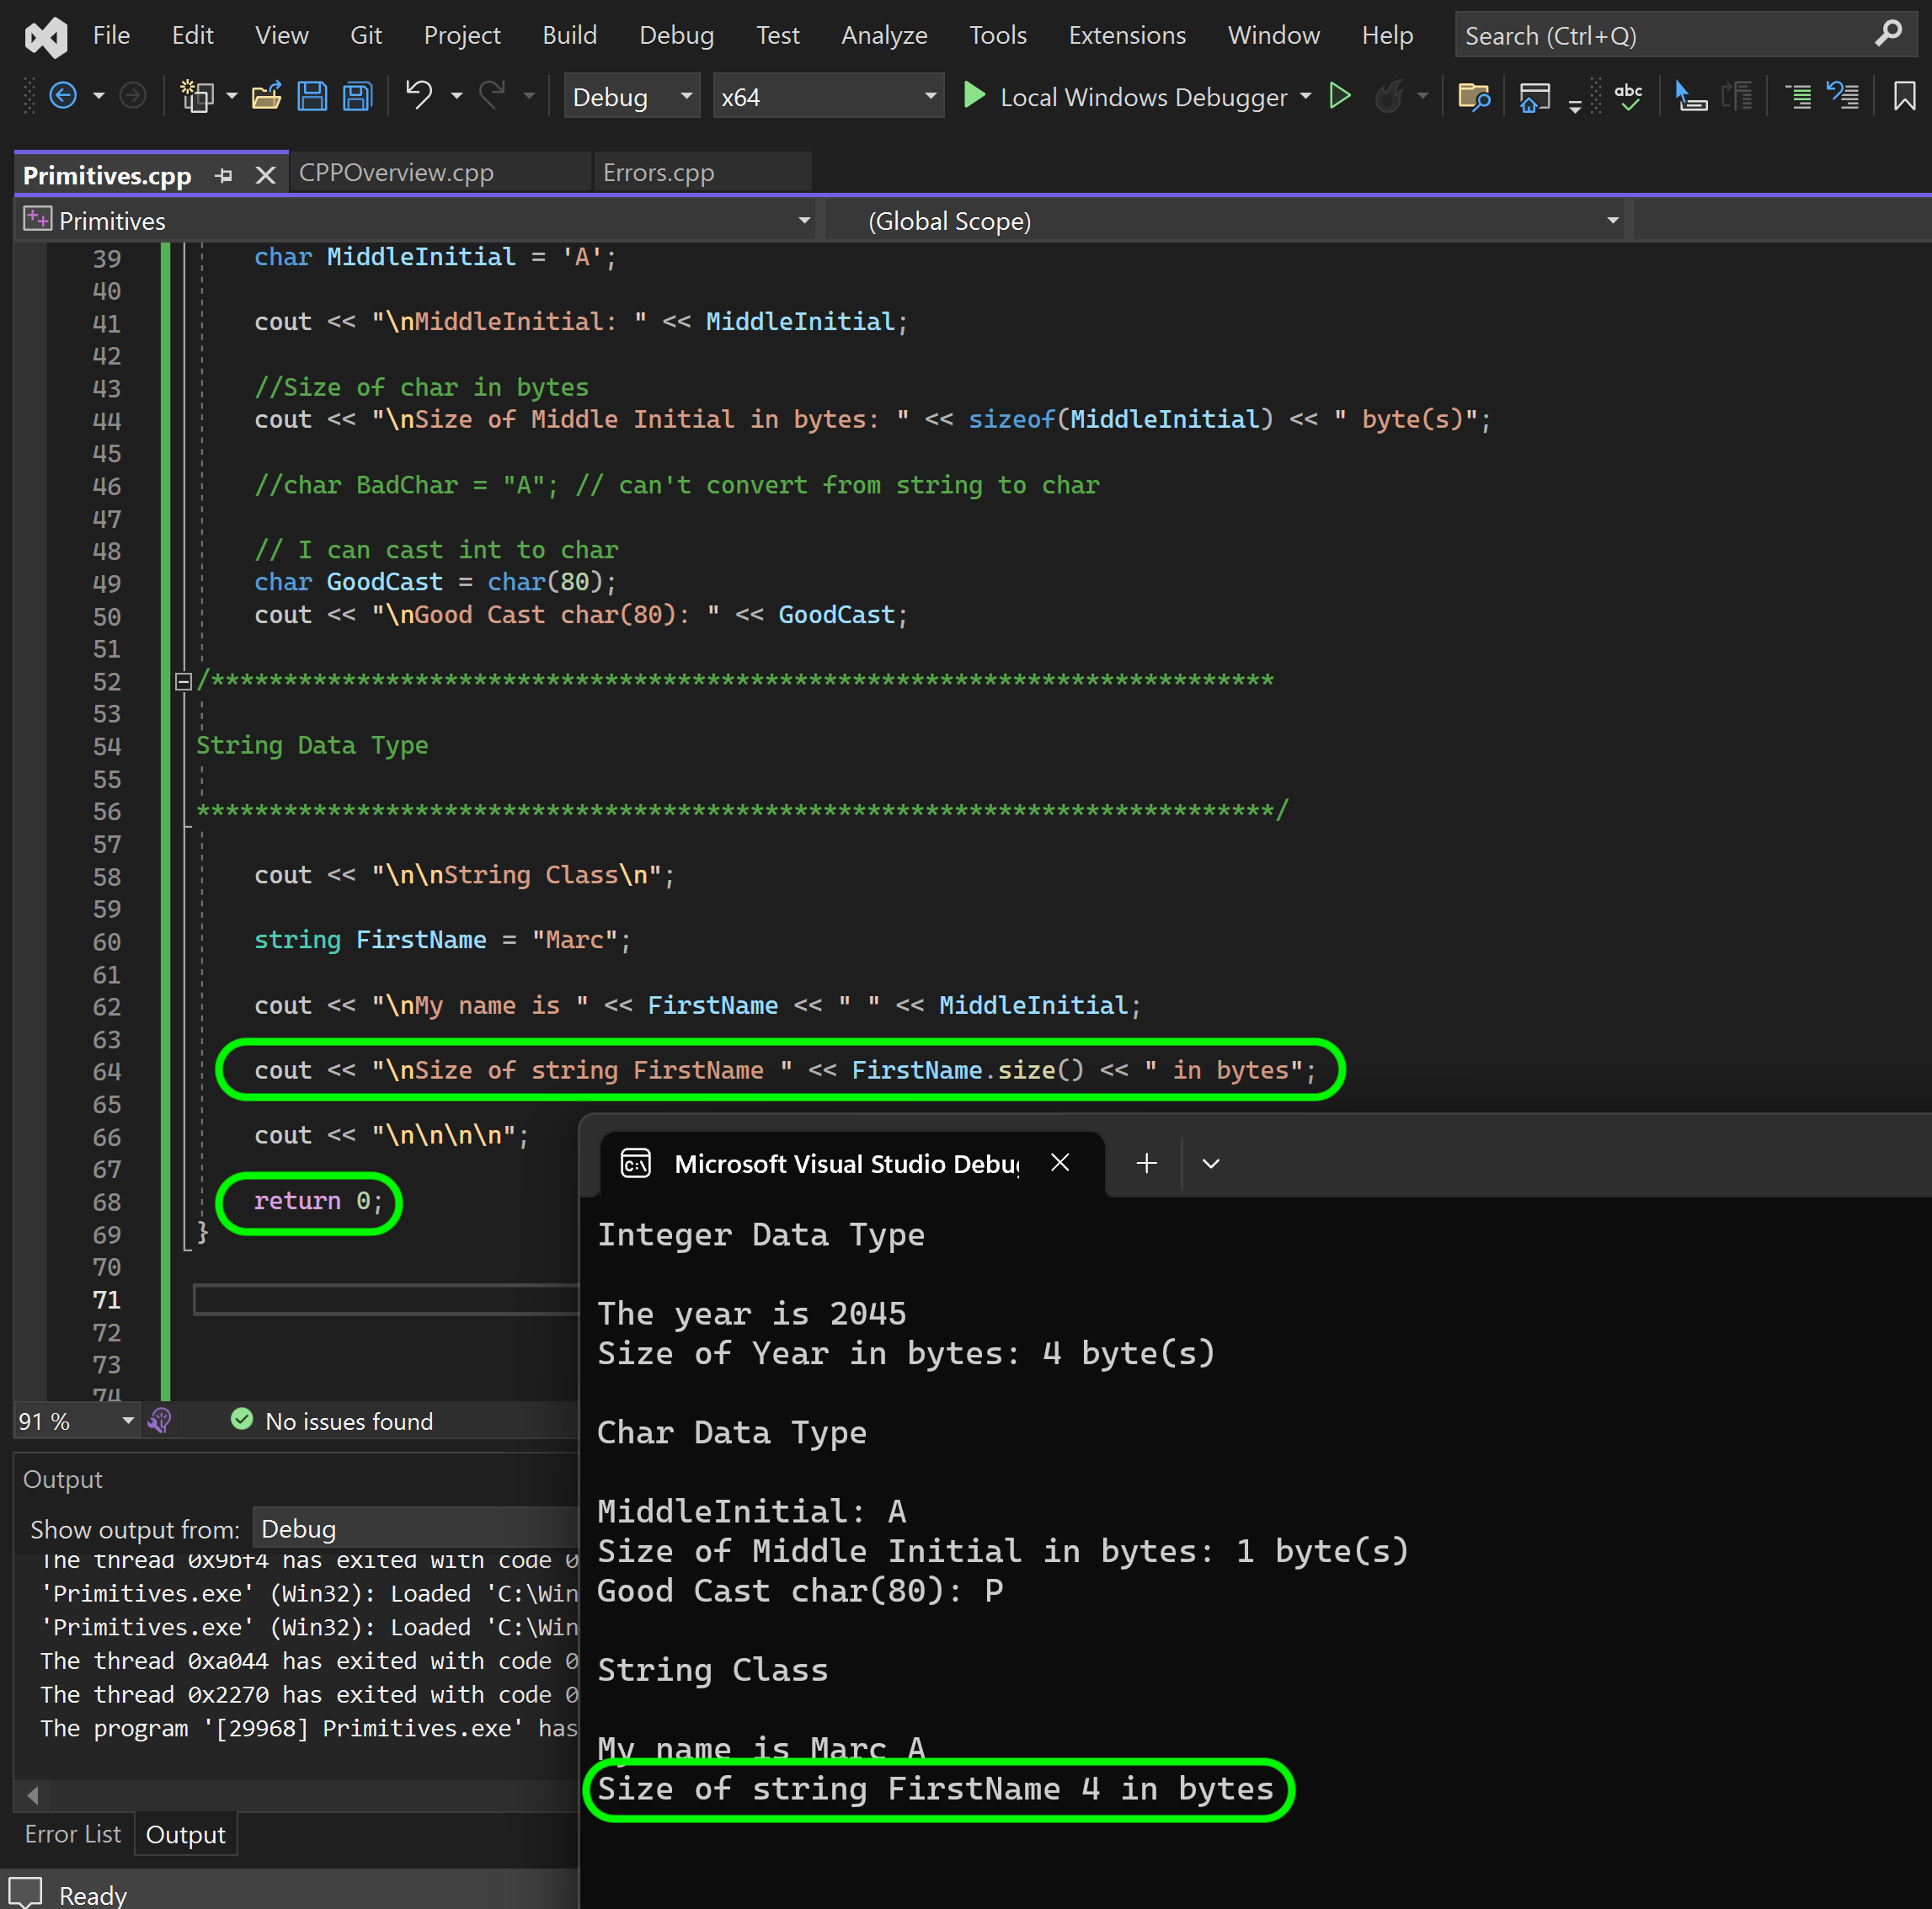 File Edit View Git Project Build Debug Test Analyze Tools Extensions Window Help Search (Ctrl+Q)
Debug x64 Local Windows Debugger abc
Primitives.cpp CPPOverview.cpp Errors.cpp
Primitives (Global Scope)
39 char MiddleInitial = 'A';
40
41 cout << "\nMiddleInitial: " << MiddleInitial;
42
43 //Size of char in bytes
44 cout << "\nSize of Middle Initial in bytes: " << sizeof(MiddleInitial) << " byte(s)";
45
46 //char BadChar = "A"; // can't convert from string to char
47
48 // I can cast int to char
49 char GoodCast = char(80);
50 cout << "\nGood Cast char(80): " << GoodCast;
51
52 /*************************************************************************
53
54 String Data Type
55
56 **************************************************************************/
57
58 cout << "\n\nString Class\n";
59
60 string FirstName = "Marc";
61
62 cout << "\nMy name is " << FirstName << " " << MiddleInitial;
63
64 cout << "\nSize of string FirstName " << FirstName.size() << " in bytes";
65
66 cout << "\n\n\n\n";
67
68 return 0;
69 }
70
71
72
73
74
91 % No issues found
Output
Show output from: Debug
The thread 0x9bf4 has exited with code 0
'Primitives.exe' (Win32): Loaded 'C:\Win
'Primitives.exe' (Win32): Loaded 'C:\Win
The thread 0xa044 has exited with code 0
The thread 0x2270 has exited with code 0
The program '[29968] Primitives.exe' has
Error List Output
Ready
C:\ Microsoft Visual Studio Debu
Integer Data Type
The year is 2045
Size of Year in bytes: 4 byte(s)
Char Data Type
MiddleInitial: A
Size of Middle Initial in bytes: 1 byte(s)
Good Cast char(80): P
String Class
My name is Marc A
Size of string FirstName 4 in bytes